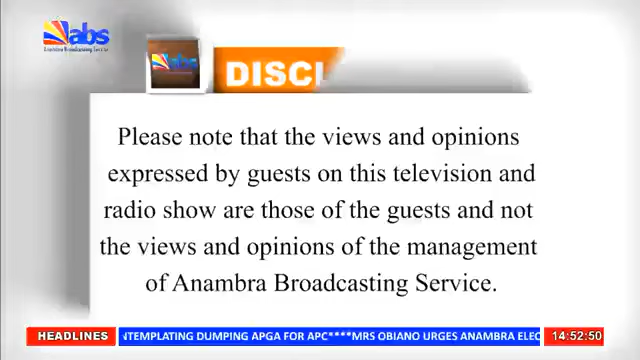 abs
Anambra Broadcasting Service
abs
DISCL
Please note that the views and opinions
expressed by guests on this television and
radio show are those of the guests and not
the views and opinions of the management
of Anambra Broadcasting Service.
HEADLINES
NTEMPLATING DUMPING APGA FOR APC****MRS OBIANO URGES ANAMBRA ELEC
14:52:50